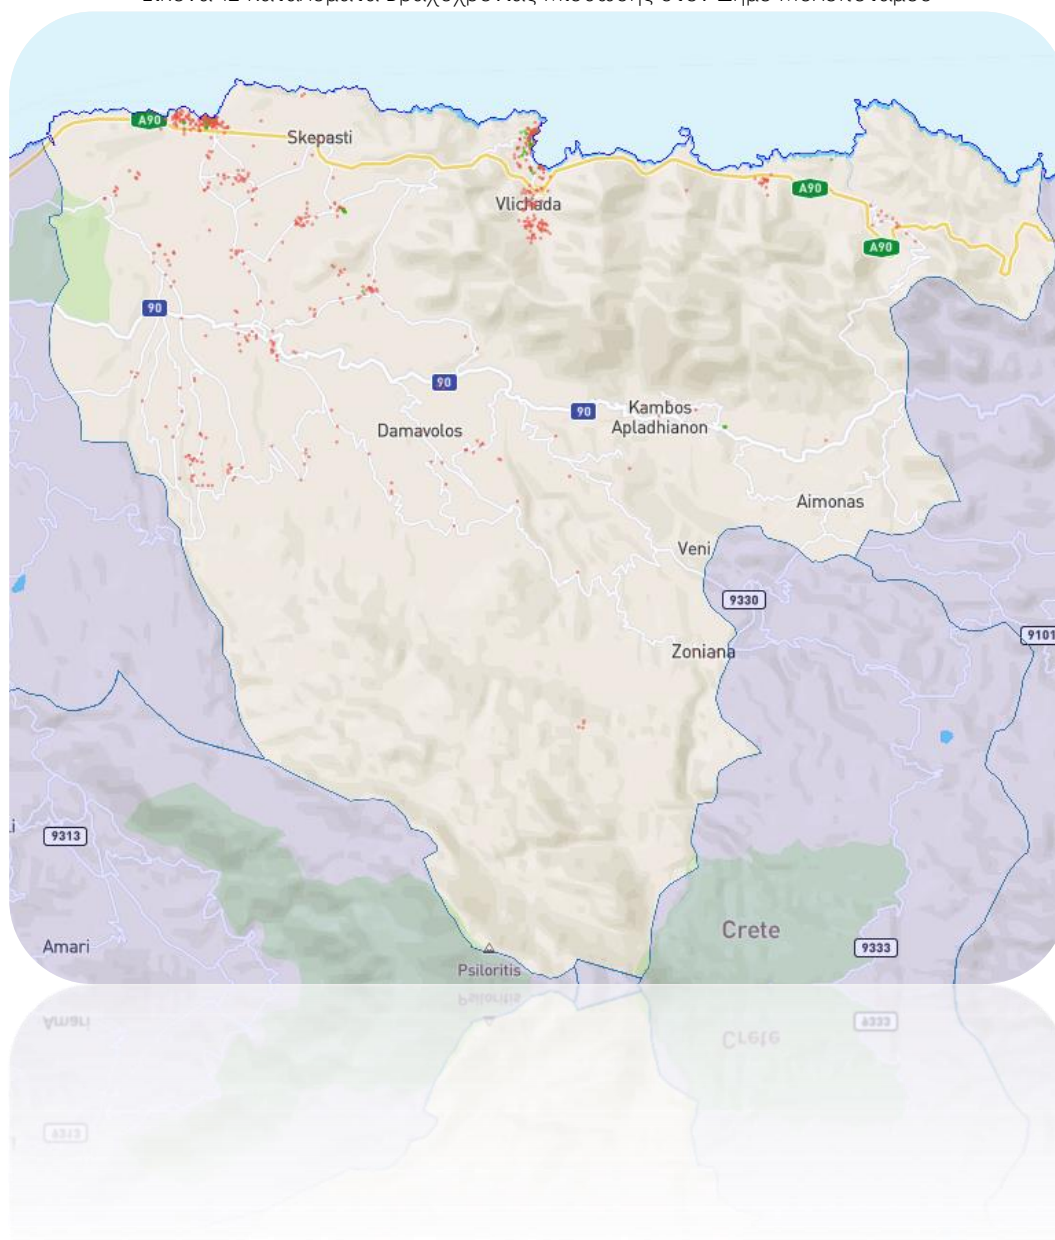 A90
Skepasti
A90
Vlichada
A90
90
90
90
Kambos
Apladhianon
Damavolos
Aimonas
Veni
9330
9101
Zoniana
9313
Crete
Amari
9333
Psiloritis